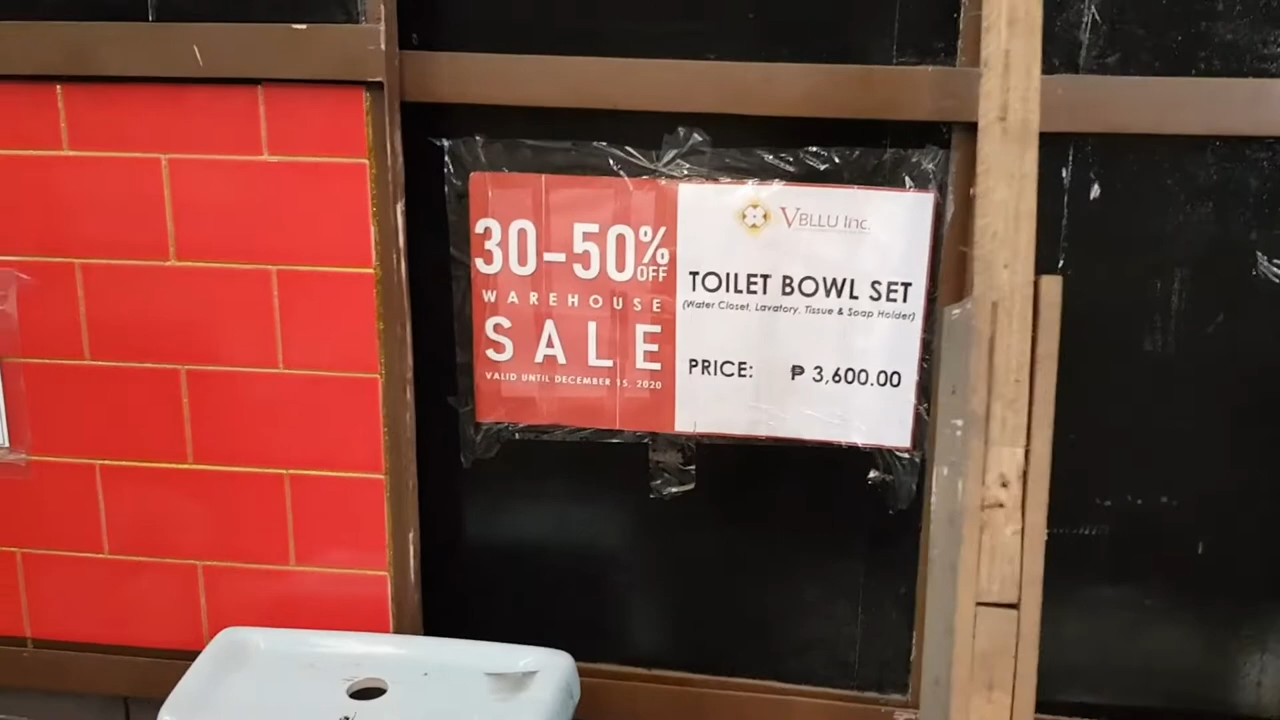 30-50%
OFF
WAREHOUSE
SALE
VALID UNTIL DECEMBER 15, 2020
VBLLU Inc.
TOILET BOWL SET
(Water Closet, Lavatory, Tissue & Soap Holder)
PRICE: ₱ 3,600.00